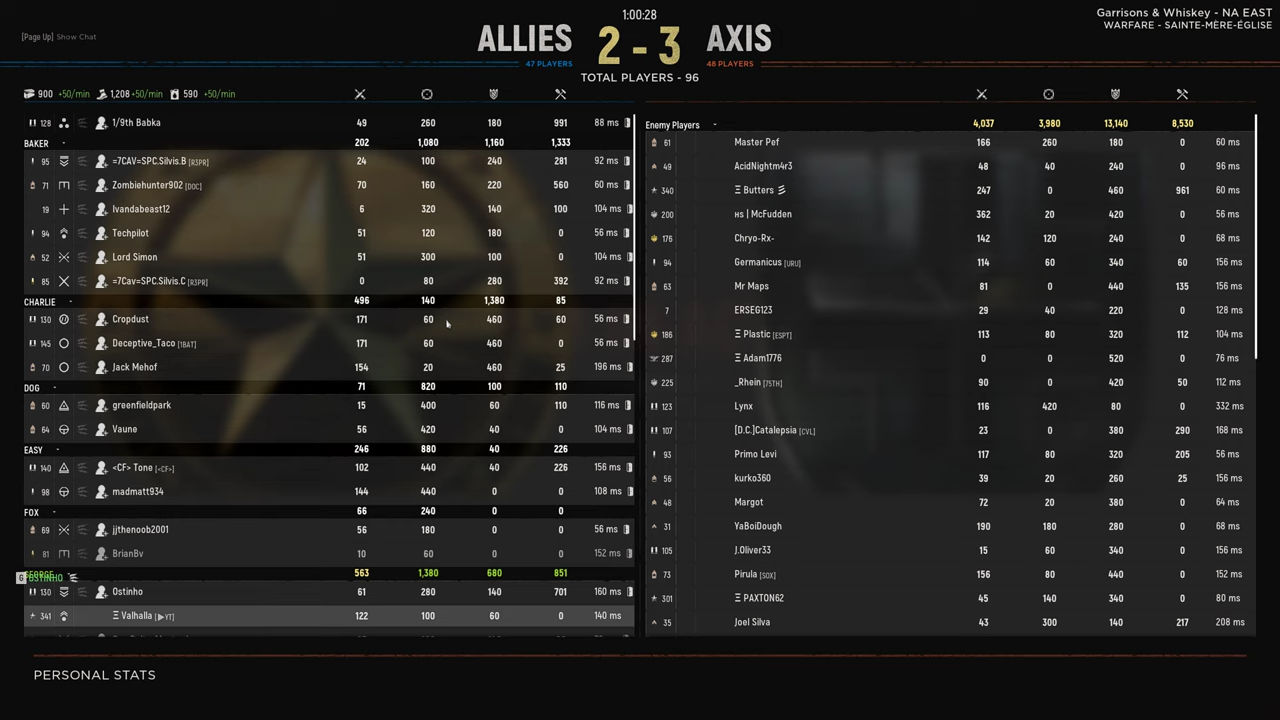 1:00:28
Garrisons & Whiskey - NA EAST
WARFARE - SAINTE-MÈRE-ÉGLISE
[Page Up] Show Chat
ALLIES 2 - 3 AXIS
47 PLAYERS 48 PLAYERS
TOTAL PLAYERS - 96
900 +50/min 1,208 +50/min 590 +50/min
128 1/9th Babka 49 260 180 991 88 ms
BAKER - 202 1,080 1,160 1,333
95 =7CAV=SPC.Silvis.B [R3PR] 24 100 240 281 92 ms
71 Zombiehunter902 [DOC] 70 160 220 560 60 ms
19 Ivandabeast12 6 320 140 100 104 ms
94 Techpilot 51 120 180 0 56 ms
52 Lord Simon 51 300 100 0 104 ms
85 =7Cav=SPC.Silvis.C [R3PR] 0 80 280 392 92 ms
CHARLIE - 496 140 1,380 85
130 Cropdust 171 60 460 60 56 ms
145 Deceptive_Taco [1BAT] 171 60 460 0 56 ms
70 Jack Mehof 154 20 460 25 196 ms
DOG - 71 820 100 110
60 greenfieldpark 15 400 60 110 116 ms
64 Vaune 56 420 40 0 104 ms
EASY - 246 880 40 226
140 <CF> Tone [<CF>] 102 440 40 226 156 ms
98 madmatt934 144 440 0 0 108 ms
FOX - 66 240 0 0
69 jjthenoob2001 56 180 0 0 56 ms
81 BrianBv 10 60 0 0 152 ms
563 1,380 680 851
G OSTINHO
130 Ostinho 61 280 140 701 160 ms
341 Ξ Valhalla [▶YT] 122 100 60 0 140 ms
Enemy Players - 4,037 3,980 13,140 8,530
61 Master Pef 166 260 180 0 60 ms
49 AcidNightm4r3 48 40 240 0 96 ms
340 Ξ Butters 彡 247 0 460 961 60 ms
200 ʜs | McFudden 362 20 420 0 56 ms
176 Chryo-Rx- 142 120 240 0 68 ms
94 Germanicus [URU] 114 60 340 60 156 ms
63 Mr Maps 81 0 440 135 156 ms
7 ERSEG123 29 40 220 0 128 ms
186 Ξ Plastic [ESPT] 113 80 320 112 104 ms
287 Ξ Adam1776 0 0 520 0 76 ms
225 _Rhein [75TH] 90 0 420 50 112 ms
123 Lynx 116 420 80 0 332 ms
107 [D.C.]Catalepsia [CVL] 23 0 380 290 168 ms
93 Primo Levi 117 80 320 205 56 ms
56 kurko360 39 20 260 25 156 ms
48 Margot 72 20 380 0 64 ms
31 YaBoiDough 190 180 280 0 68 ms
105 J.Oliver33 15 60 340 0 156 ms
73 Pirula [SOX] 156 80 440 0 152 ms
301 Ξ PAXTON62 45 140 340 0 80 ms
35 Joel Silva 43 300 140 217 208 ms
PERSONAL STATS